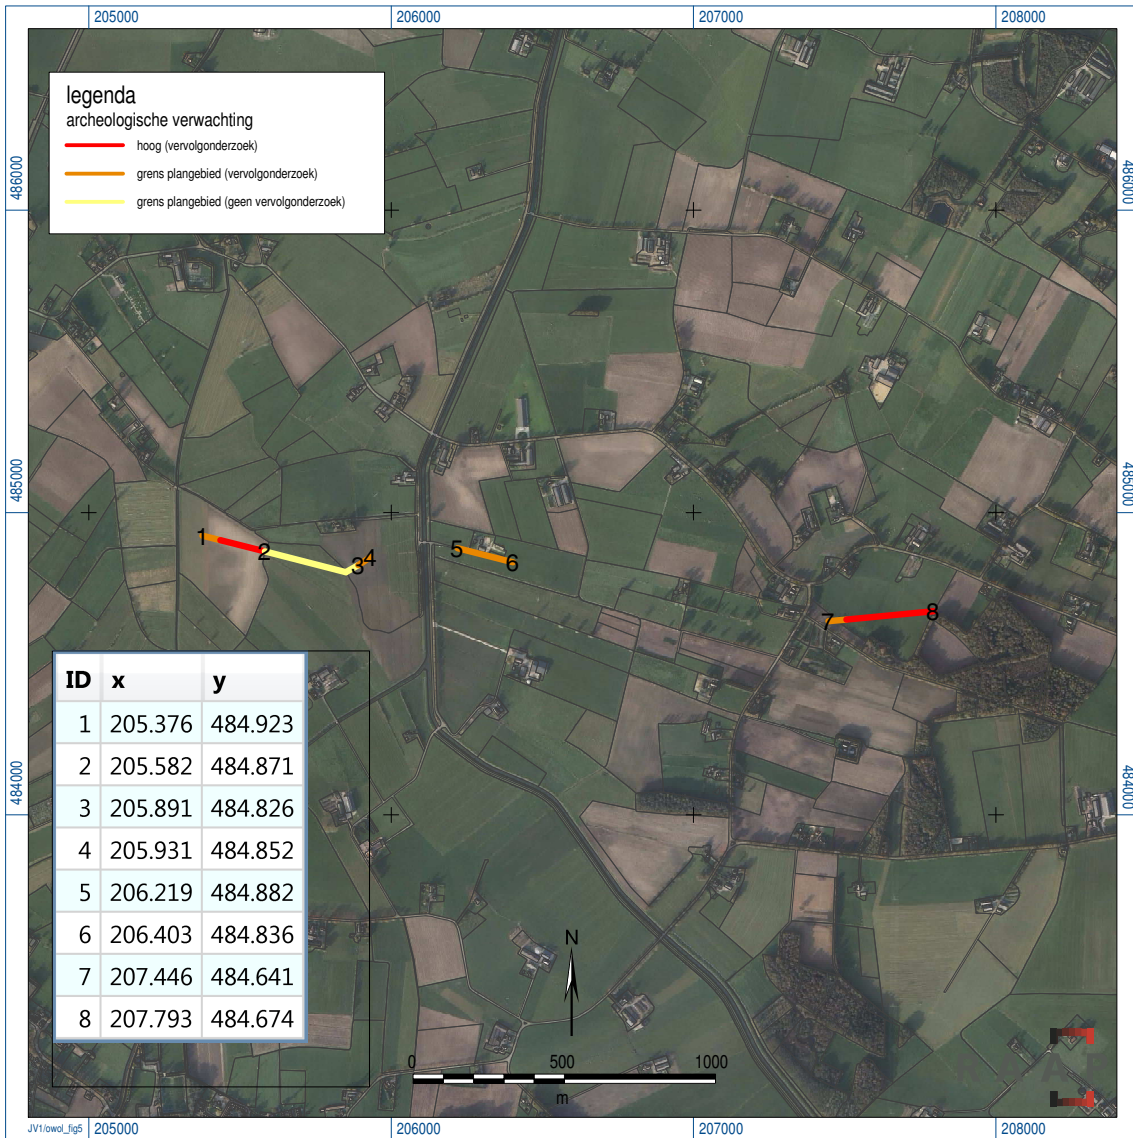 205000 206000 207000 208000
legenda
archeologische verwachting
hoog (vervolgonderzoek)
grens plangebied (vervolgonderzoek)
grens plangebied (geen vervolgonderzoek)
486000 486000
485000 485000
1 2 3 4 5 6 7 8
ID x y
1 205.376 484.923
2 205.582 484.871
3 205.891 484.826
4 205.931 484.852
5 206.219 484.882
6 206.403 484.836
7 207.446 484.641
8 207.793 484.674
484000 484000
N
0 500 1000
m
JV1/owol_fig5
205000 206000 207000 208000